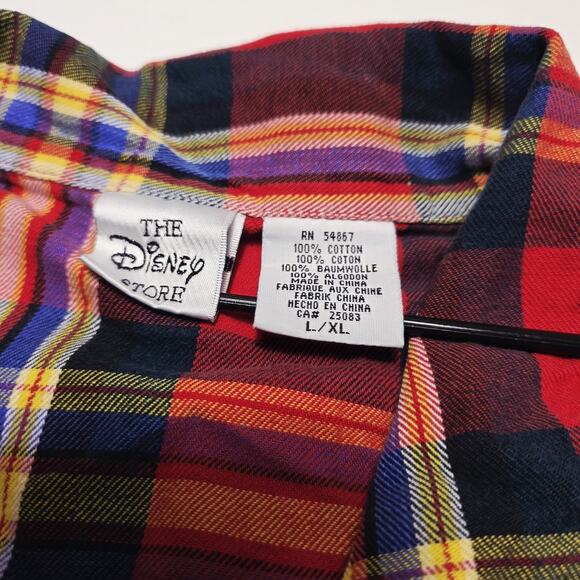 THE
Disney
STORE
RN 54867
100% COTTON
100% COTON
100% BAUMWOLLE
100% ALGODON
MADE IN CHINA
FABRIQUE AUX CHINE
FABRIK CHINA
HECHO EN CHINA
CA# 25083
L/XL